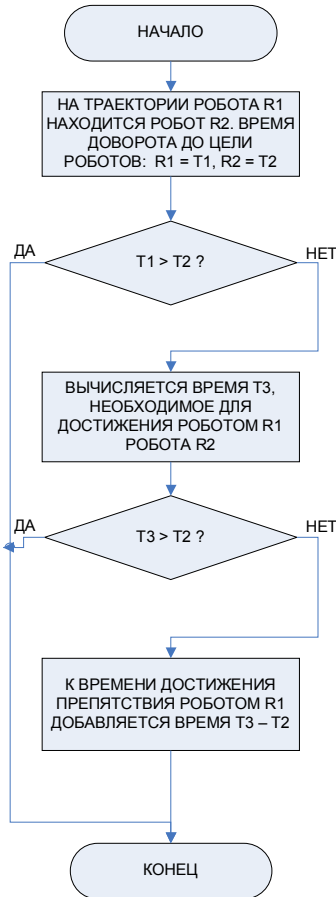 НАЧАЛО
НА ТРАЕКТОРИИ РОБОТА R1
НАХОДИТСЯ РОБОТ R2. ВРЕМЯ
ДОВОРОТА ДО ЦЕЛИ
РОБОТОВ: R1 = T1, R2 = T2
ДА
T1 > T2 ?
НЕТ
ВЫЧИСЛЯЕТСЯ ВРЕМЯ T3,
НЕОБХОДИМОЕ ДЛЯ
ДОСТИЖЕНИЯ РОБОТОМ R1
РОБОТА R2
ДА
T3 > T2 ?
НЕТ
К ВРЕМЕНИ ДОСТИЖЕНИЯ
ПРЕПЯТСТВИЯ РОБОТОМ R1
ДОБАВЛЯЕТСЯ ВРЕМЯ T3 – T2
КОНЕЦ